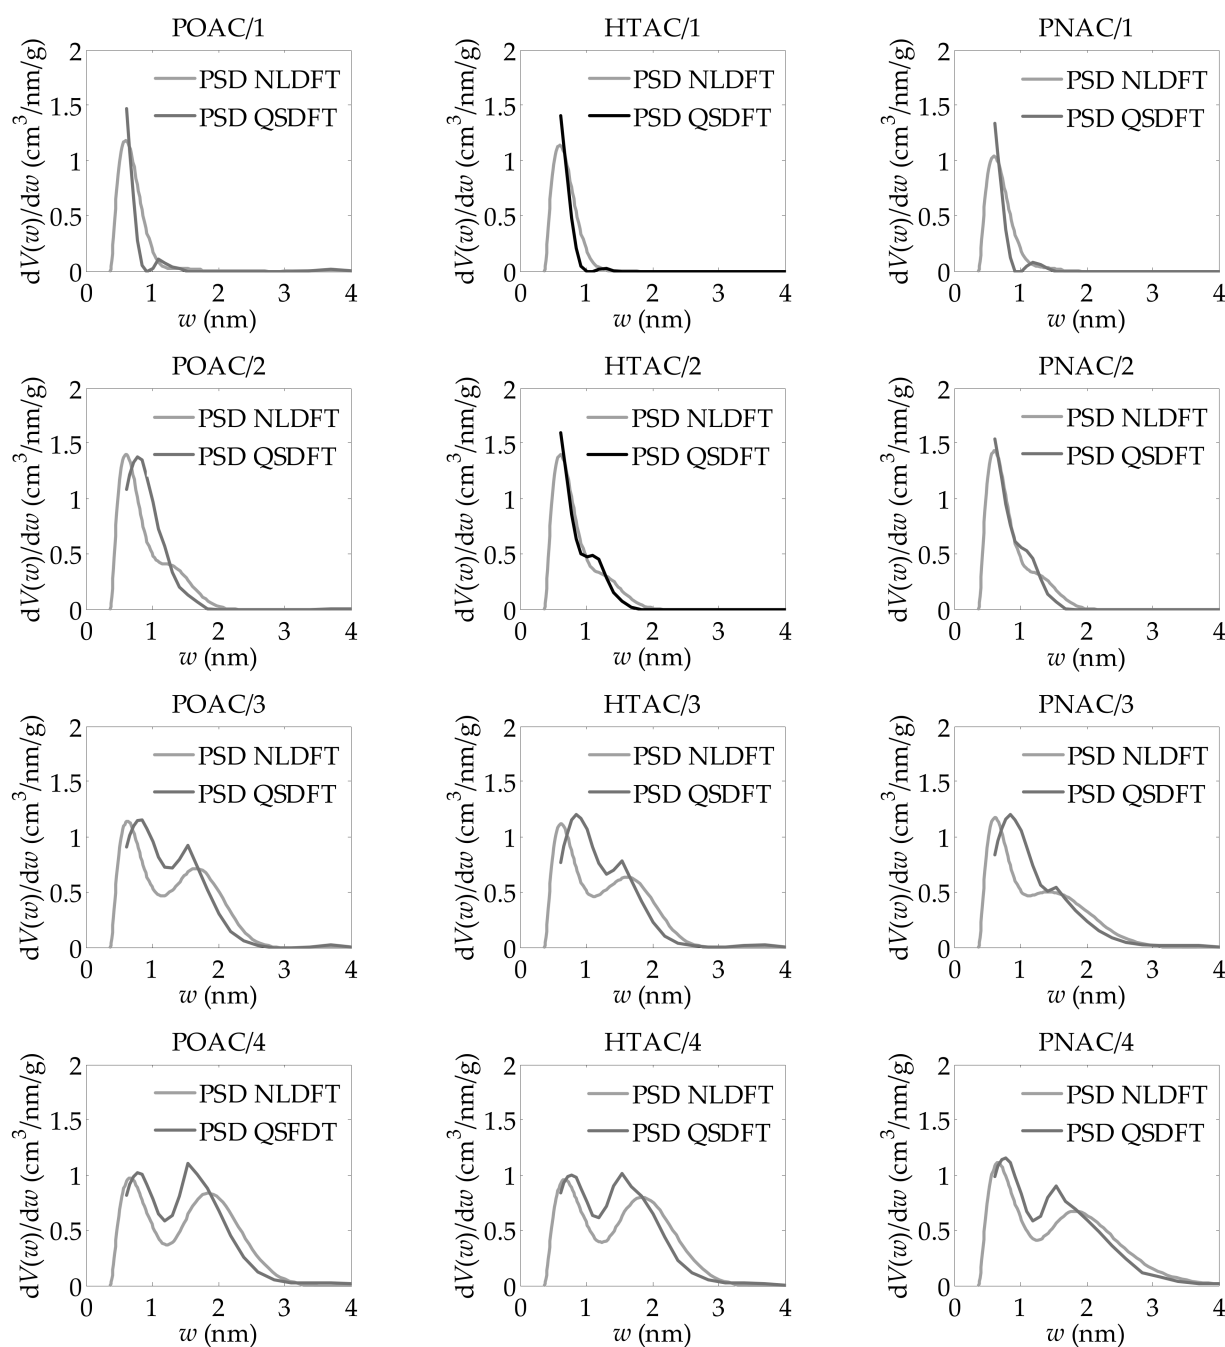 POAC/1
2
1.5
1
0.5
0
0 1 2 3 4
dV(w)/dw (cm³/nm/g)
w (nm)
PSD NLDFT
PSD QSDFT
HTAC/1
2
1.5
1
0.5
0
0 1 2 3 4
dV(w)/dw (cm³/nm/g)
w (nm)
PSD NLDFT
PSD QSDFT
PNAC/1
2
1.5
1
0.5
0
0 1 2 3 4
dV(w)/dw (cm³/nm/g)
w (nm)
PSD NLDFT
PSD QSDFT
POAC/2
2
1.5
1
0.5
0
0 1 2 3 4
dV(w)/dw (cm³/nm/g)
w (nm)
PSD NLDFT
PSD QSDFT
HTAC/2
2
1.5
1
0.5
0
0 1 2 3 4
dV(w)/dw (cm³/nm/g)
w (nm)
PSD NLDFT
PSD QSDFT
PNAC/2
2
1.5
1
0.5
0
0 1 2 3 4
dV(w)/dw (cm³/nm/g)
w (nm)
PSD NLDFT
PSD QSDFT
POAC/3
2
1.5
1
0.5
0
0 1 2 3 4
dV(w)/dw (cm³/nm/g)
w (nm)
PSD NLDFT
PSD QSDFT
HTAC/3
2
1.5
1
0.5
0
0 1 2 3 4
dV(w)/dw (cm³/nm/g)
w (nm)
PSD NLDFT
PSD QSDFT
PNAC/3
2
1.5
1
0.5
0
0 1 2 3 4
dV(w)/dw (cm³/nm/g)
w (nm)
PSD NLDFT
PSD QSDFT
POAC/4
2
1.5
1
0.5
0
0 1 2 3 4
dV(w)/dw (cm³/nm/g)
w (nm)
PSD NLDFT
PSD QSFDT
HTAC/4
2
1.5
1
0.5
0
0 1 2 3 4
dV(w)/dw (cm³/nm/g)
w (nm)
PSD NLDFT
PSD QSDFT
PNAC/4
2
1.5
1
0.5
0
0 1 2 3 4
dV(w)/dw (cm³/nm/g)
w (nm)
PSD NLDFT
PSD QSDFT